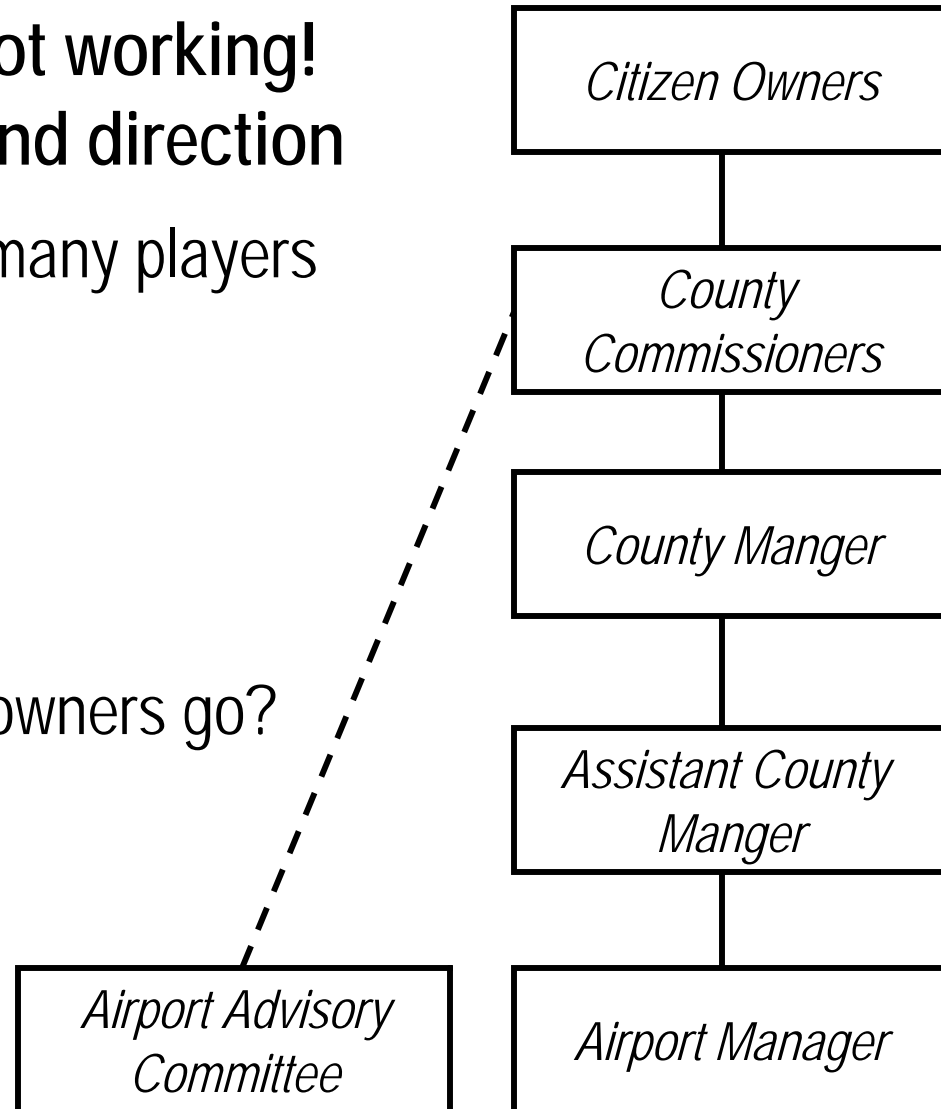 ot working!
nd direction
many players
owners go?
Citizen Owners
County
Commissioners
County Manger
Assistant County
Manger
Airport Advisory
Committee
Airport Manager